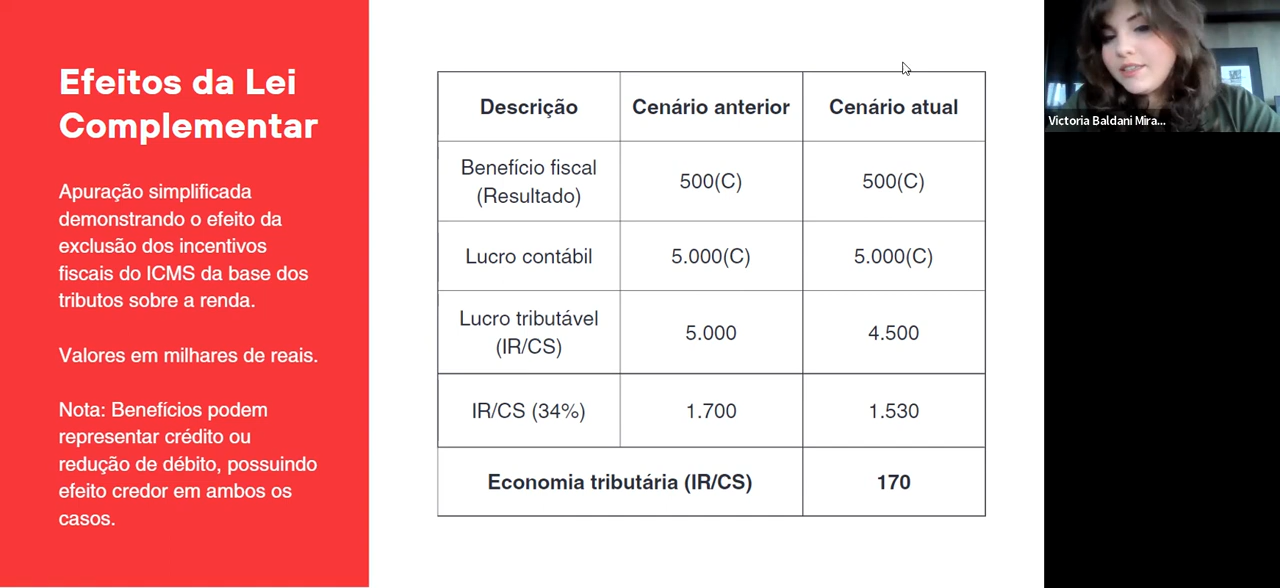 Efeitos da Lei
Complementar
Apuração simplificada
demonstrando o efeito da
exclusão dos incentivos
fiscais do ICMS da base dos
tributos sobre a renda.
Valores em milhares de reais.
Nota: Benefícios podem
representar crédito ou
redução de débito, possuindo
efeito credor em ambos os
casos.
Descrição Cenário anterior Cenário atual
Benefício fiscal
(Resultado) 500(C) 500(C)
Lucro contábil 5.000(C) 5.000(C)
Lucro tributável
(IR/CS) 5.000 4.500
IR/CS (34%) 1.700 1.530
Economia tributária (IR/CS) 170
Victoria Baldani Mira...